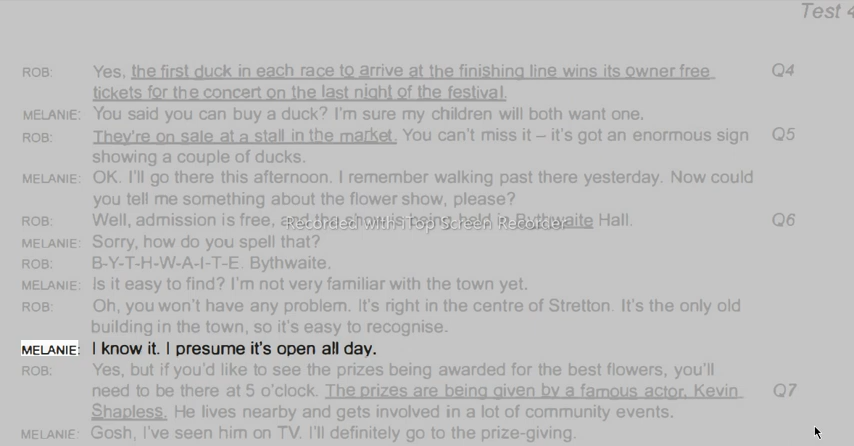 Test 4
ROB: Yes, the first duck in each race to arrive at the finishing line wins its owner free Q4
tickets for the concert on the last night of the festival.
MELANIE: You said you can buy a duck? I'm sure my children will both want one.
ROB: They're on sale at a stall in the market. You can't miss it – it's got an enormous sign Q5
showing a couple of ducks.
MELANIE: OK. I'll go there this afternoon. I remember walking past there yesterday. Now could
you tell me something about the flower show, please?
ROB: Well, admission is free, and the show is being held in Bythwaite Hall. Q6
Recorded with iTop Screen Recorder
MELANIE: Sorry, how do you spell that?
ROB: B-Y-T-H-W-A-I-T-E. Bythwaite.
MELANIE: Is it easy to find? I'm not very familiar with the town yet.
ROB: Oh, you won't have any problem. It's right in the centre of Stretton. It's the only old
building in the town, so it's easy to recognise.
MELANIE: I know it. I presume it's open all day.
ROB: Yes, but if you'd like to see the prizes being awarded for the best flowers, you'll
need to be there at 5 o'clock. The prizes are being given by a famous actor, Kevin Q7
Shapless. He lives nearby and gets involved in a lot of community events.
MELANIE: Gosh, I've seen him on TV. I'll definitely go to the prize-giving.